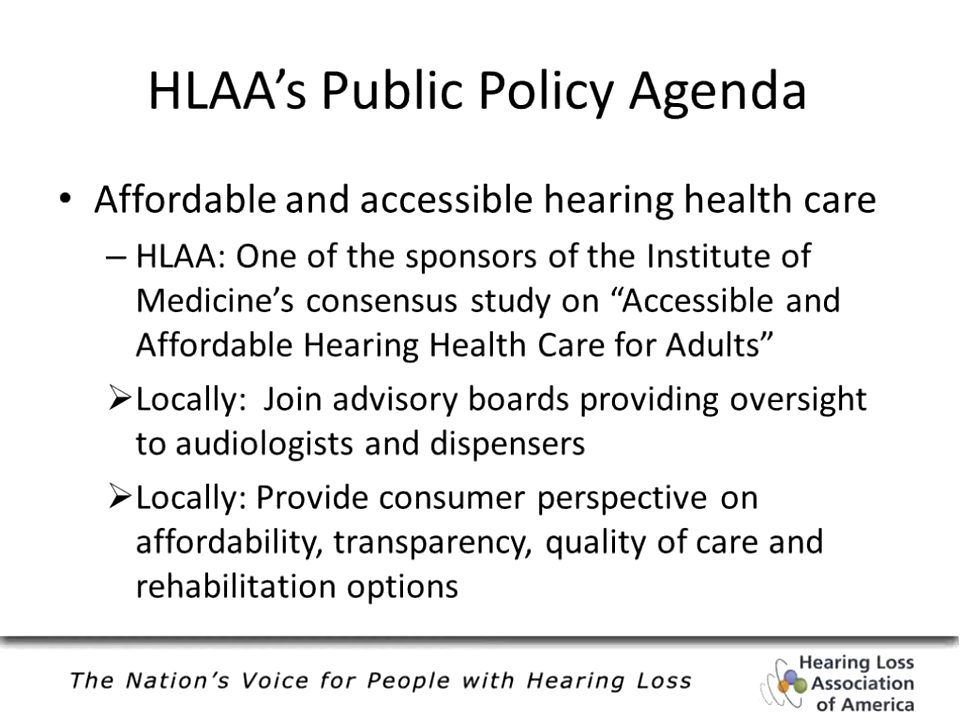 HLAA’s Public Policy Agenda
• Affordable and accessible hearing health care
– HLAA: One of the sponsors of the Institute of
Medicine’s consensus study on “Accessible and
Affordable Hearing Health Care for Adults”
➢Locally:  Join advisory boards providing oversight
to audiologists and dispensers
➢Locally: Provide consumer perspective on
affordability, transparency, quality of care and
rehabilitation options
The Nation’s Voice for People with Hearing Loss
Hearing Loss
Association
of America